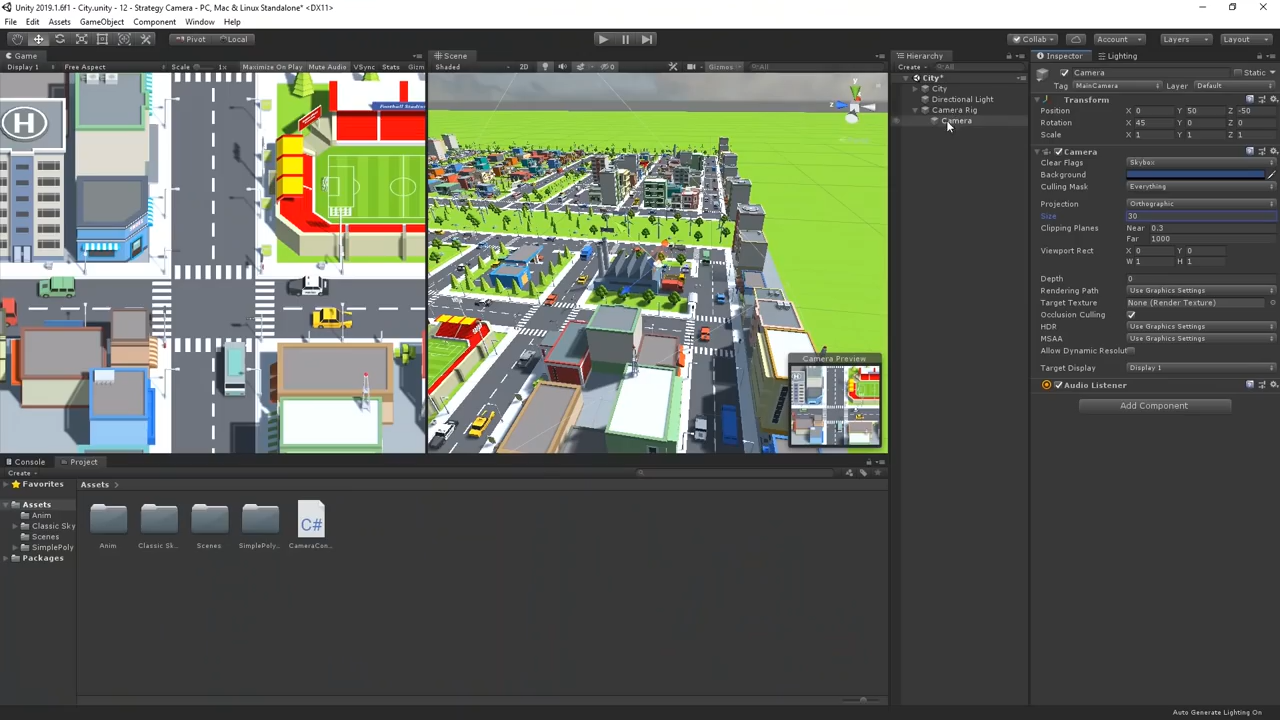 Unity 2019.1.6f1 - City.unity - 12 - Strategy Camera - PC, Mac & Linux Standalone* <DX11>
File Edit Assets GameObject Component Window Help
Pivot Local Collab Account Layers Layout
Game Scene Hierarchy Inspector Lighting
Display 1 Free Aspect Scale 1x Maximize On Play Mute Audio VSync Stats Gizmos Shaded 2D 0 Gizmos All Create All
Camera Static
Tag MainCamera Layer Default
City*
City
Directional Light
Camera Rig
Camera
Transform
Position X 0 Y 50 Z -50
Rotation X 45 Y 0 Z 0
Scale X 1 Y 1 Z 1
Camera
Clear Flags Skybox
Background
Culling Mask Everything
Projection Orthographic
Size 30
Clipping Planes Near 0.3
Far 1000
Viewport Rect X 0 Y 0
W 1 H 1
Depth 0
Rendering Path Use Graphics Settings
Target Texture None (Render Texture)
Occlusion Culling
HDR Use Graphics Settings
MSAA Use Graphics Settings
Allow Dynamic Resolut
Target Display Display 1
Audio Listener
Add Component
H
Football Stadium
y
z
Camera Preview
Console Project
Create
Favorites
Assets
Anim
Classic Sky
Scenes
SimplePoly
Packages
Assets >
C#
Anim Classic Sk... Scenes SimplePoly... CameraCon...
Auto Generate Lighting On